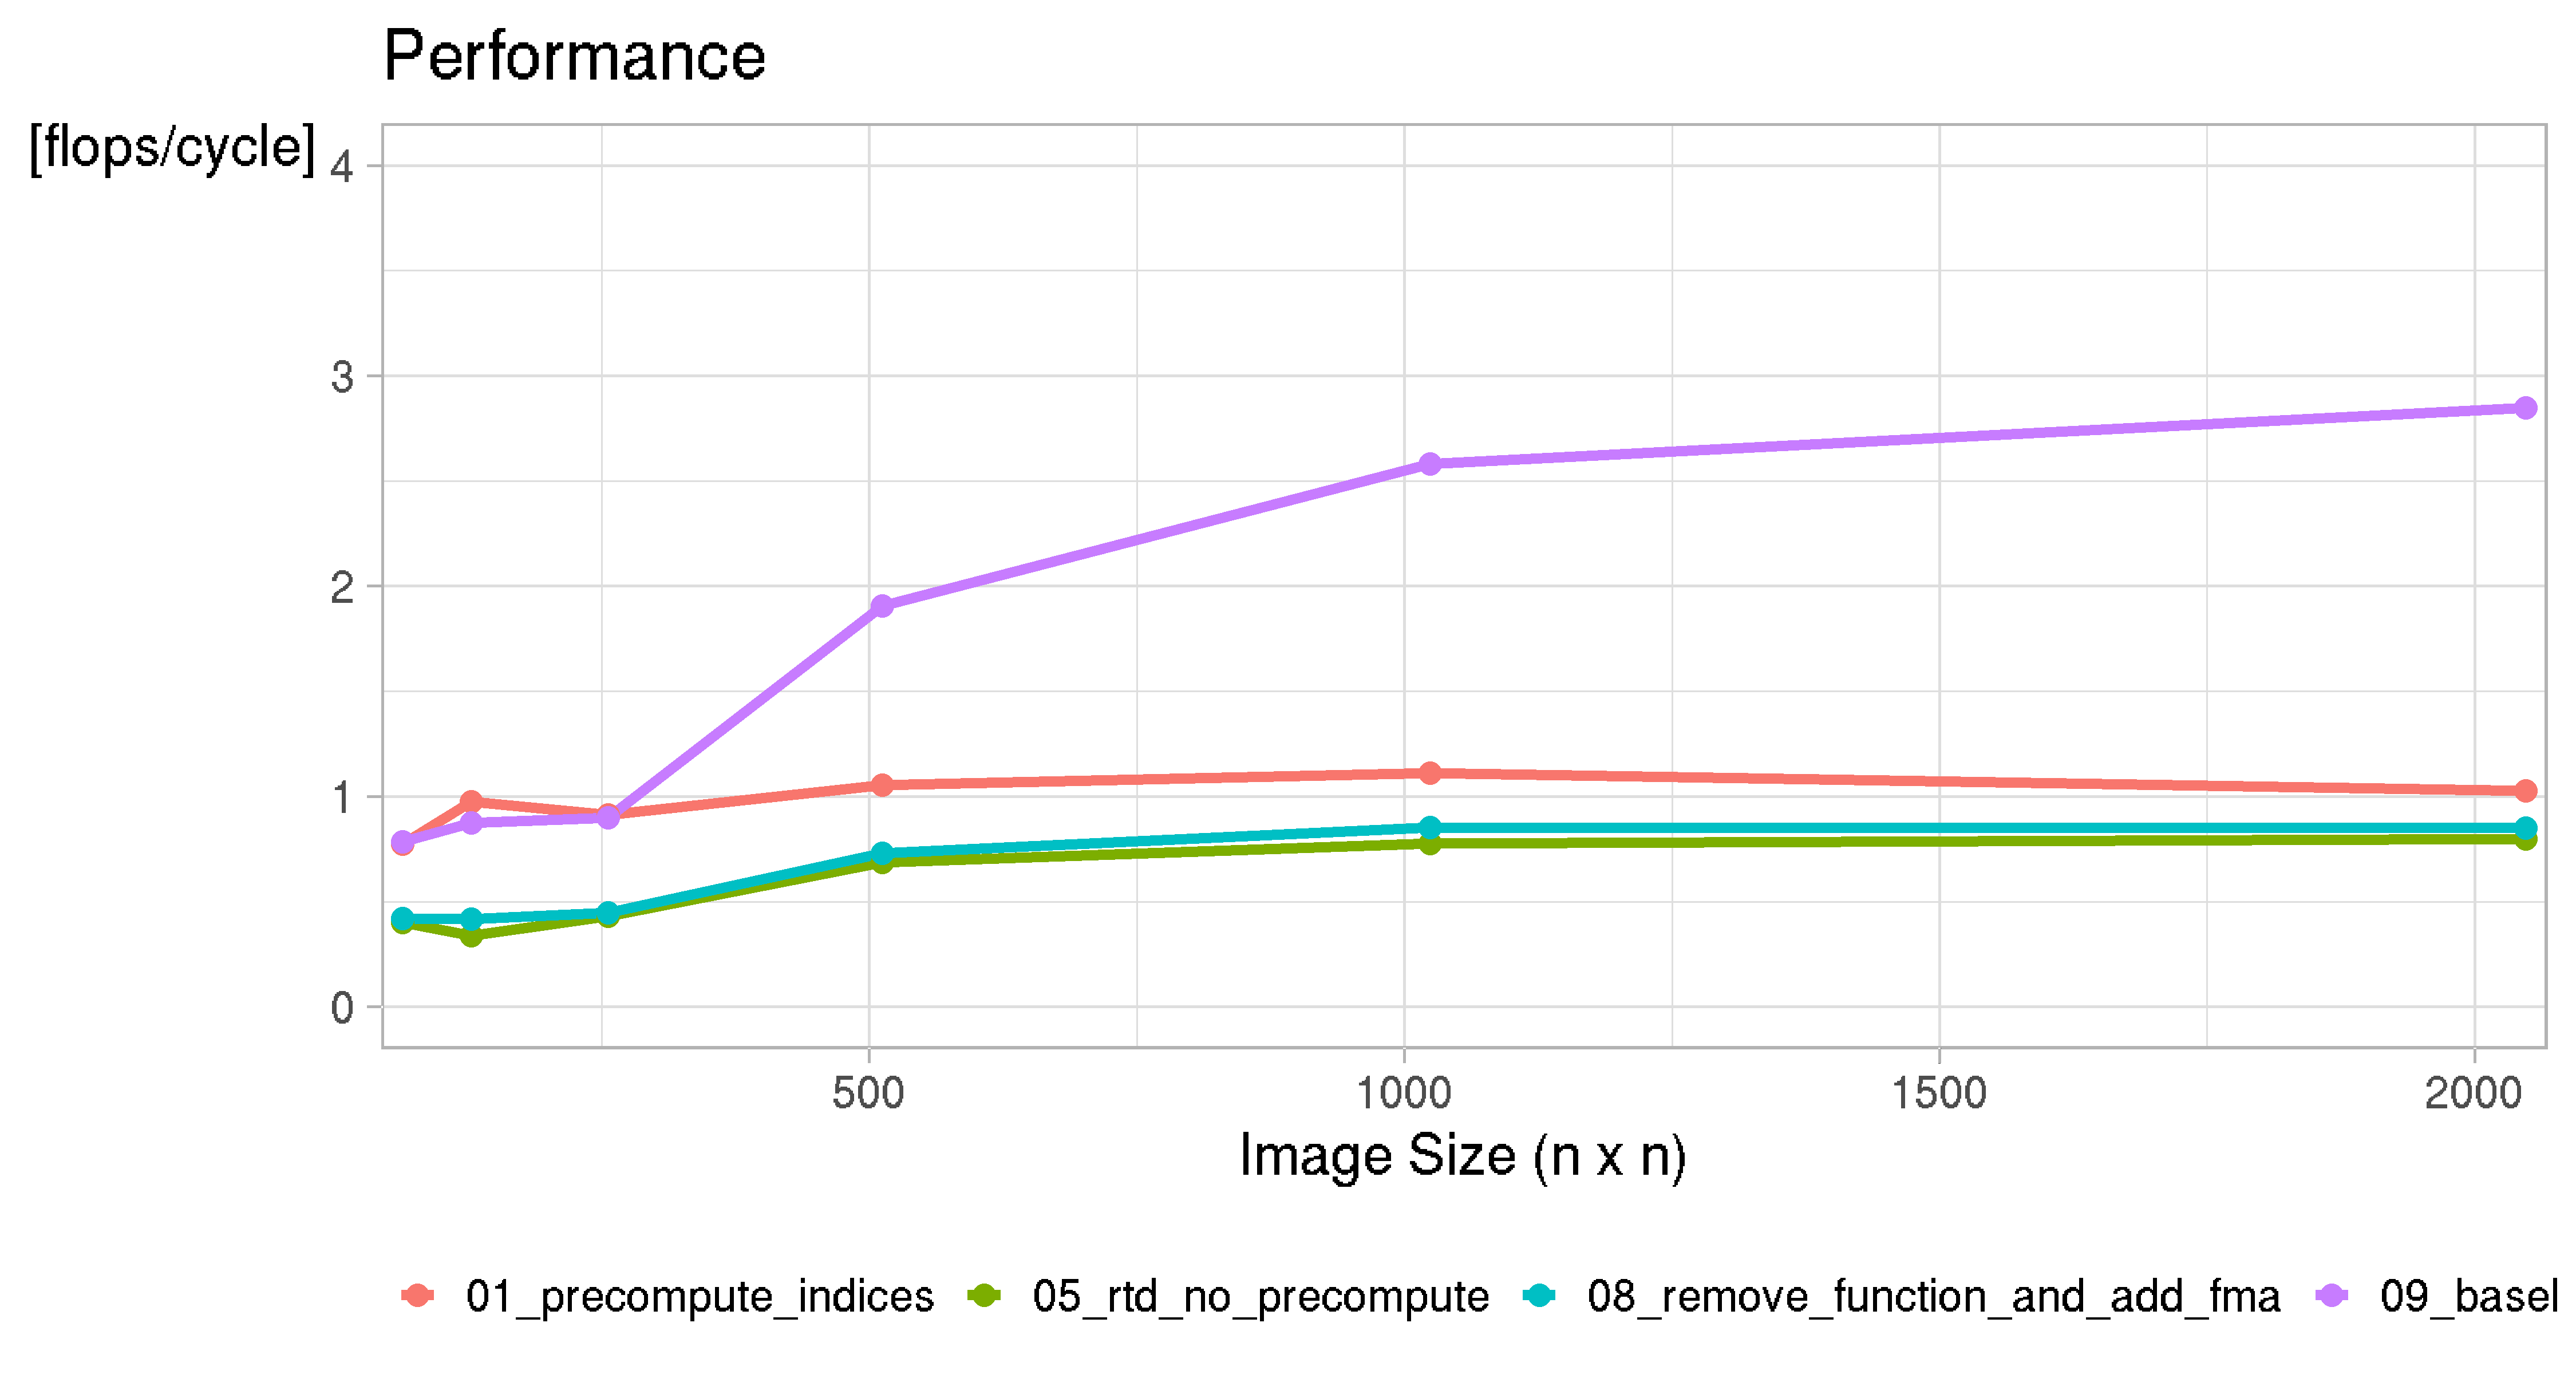 Performance
[flops/cycle]
4
3
2
1
0
500 1000 1500 2000
Image Size (n x n)
01_precompute_indices 05_rtd_no_precompute 08_remove_function_and_add_fma 09_basel